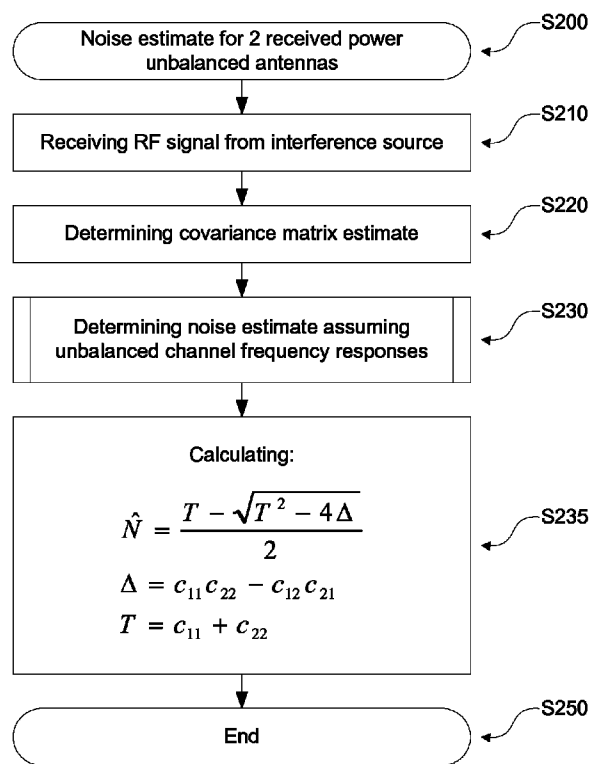 Noise estimate for 2 received power
unbalanced antennas
S200
Receiving RF signal from interference source
S210
Determining covariance matrix estimate
S220
Determining noise estimate assuming
unbalanced channel frequency responses
S230
Calculating:
N̂ = (T − √(T² − 4Δ)) / 2
Δ = c₁₁c₂₂ − c₁₂c₂₁
T = c₁₁ + c₂₂
S235
End
S250